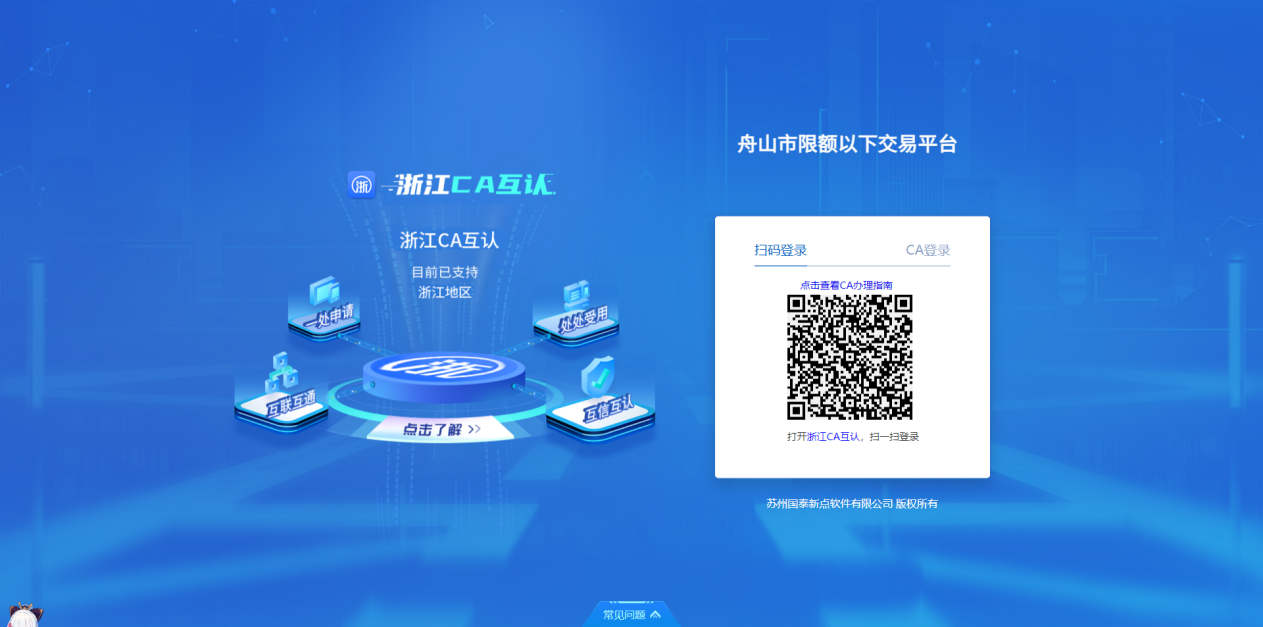 舟山市限额以下交易平台
浙 浙江CA互认
浙江CA互认
目前已支持
浙江地区
一处申请
处处受用
互联互通
浙
互信互认
点击了解 >>
扫码登录
CA登录
点击查看CA办理指南
打开浙江CA互认，扫一扫登录
苏州国泰新点软件有限公司 版权所有
常见问题